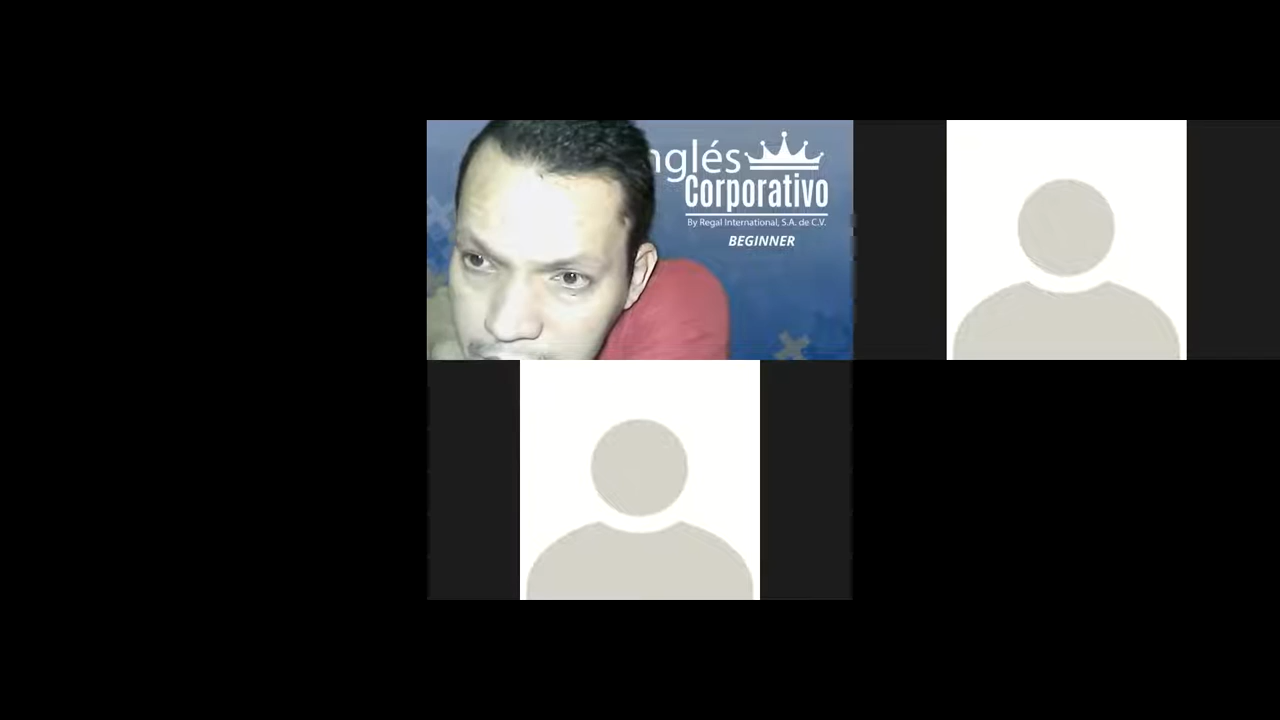 nglés
Corporativo
By Regal International, S.A. de C.V.
BEGINNER